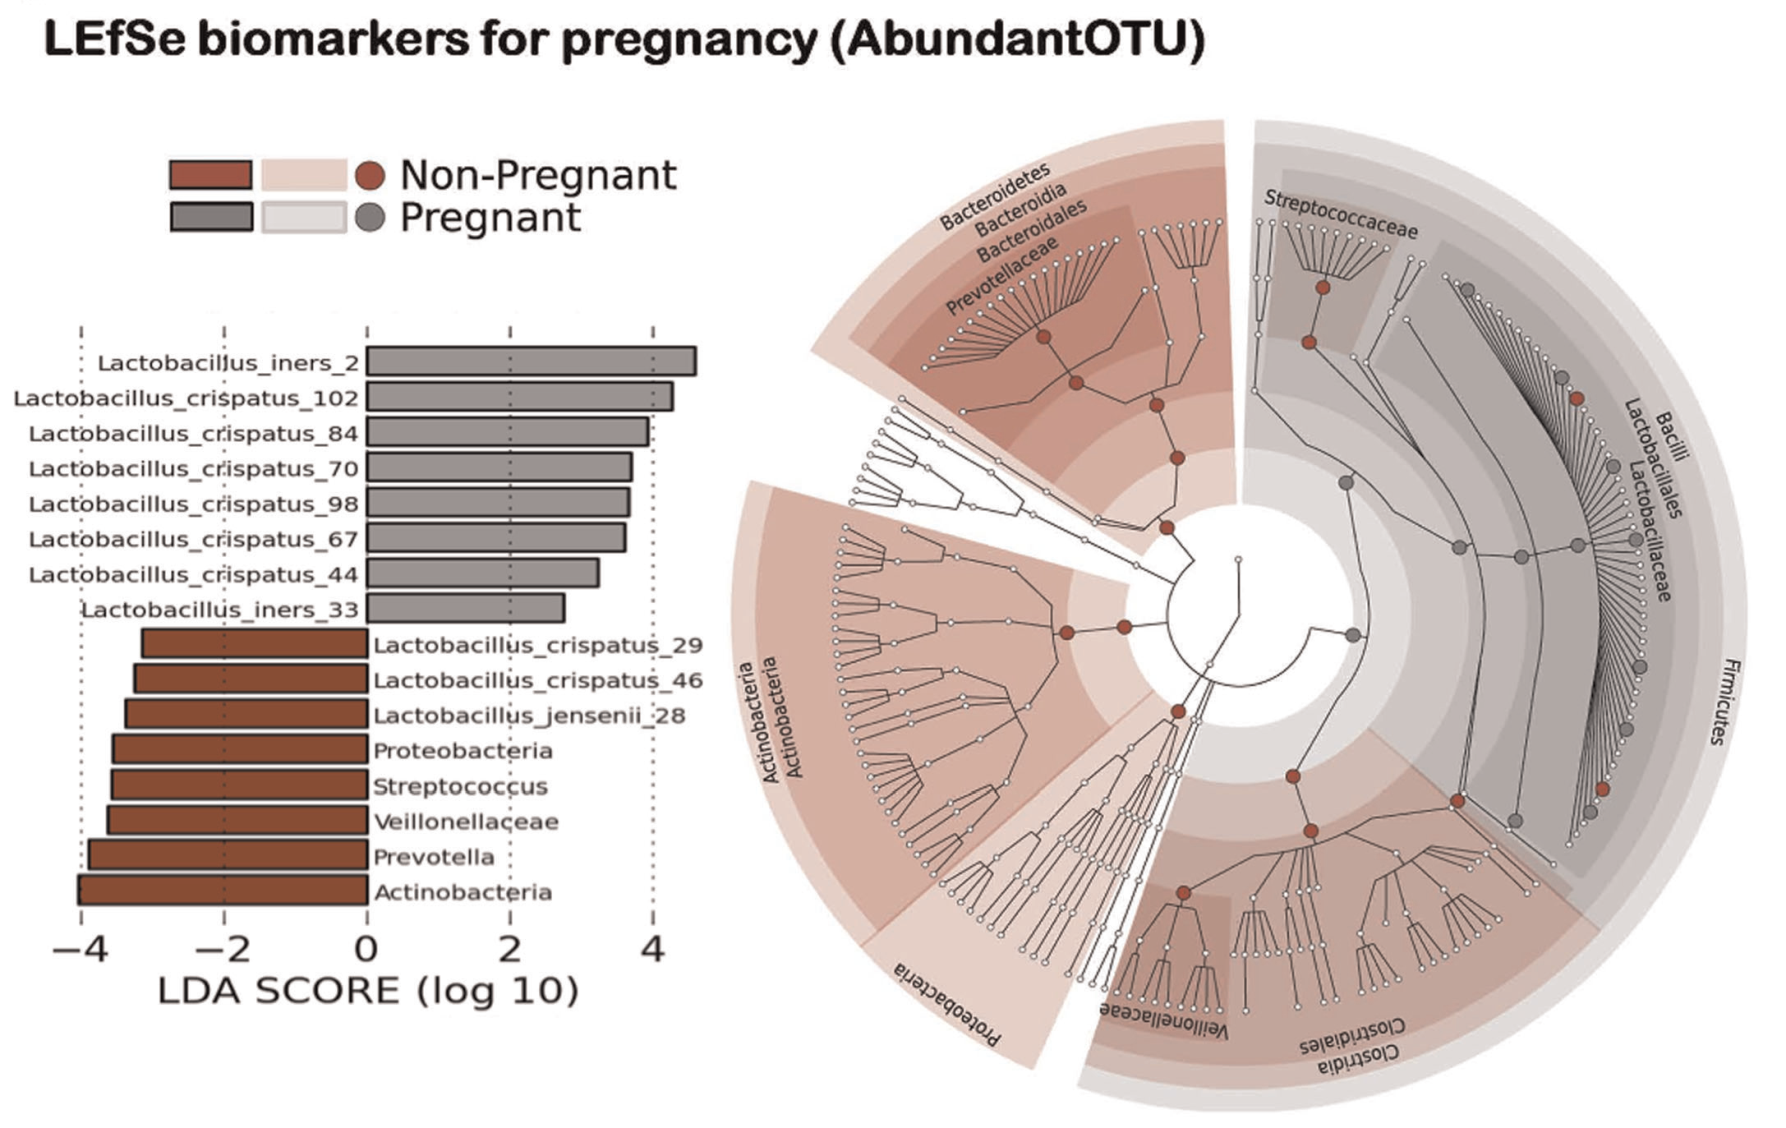 LEfSe biomarkers for pregnancy (AbundantOTU)
Non-Pregnant
Pregnant
Lactobacillus_iners_2
Lactobacillus_crispatus_102
Lactobacillus_crispatus_84
Lactobacillus_crispatus_70
Lactobacillus_crispatus_98
Lactobacillus_crispatus_67
Lactobacillus_crispatus_44
Lactobacillus_iners_33
Lactobacillus_crispatus_29
Lactobacillus_crispatus_46
Lactobacillus_jensenii_28
Proteobacteria
Streptococcus
Veillonellaceae
Prevotella
Actinobacteria
−4 −2 0 2 4
LDA SCORE (log 10)
Bacteroidetes
Bacteroidia
Bacteroidales
Prevotellaceae
Streptococcaceae
Bacilli
Lactobacillales
Lactobacillaceae
Firmicutes
Actinobacteria
Actinobacteria
Proteobacteria
Veillonellaceae
Clostridiales
Clostridia